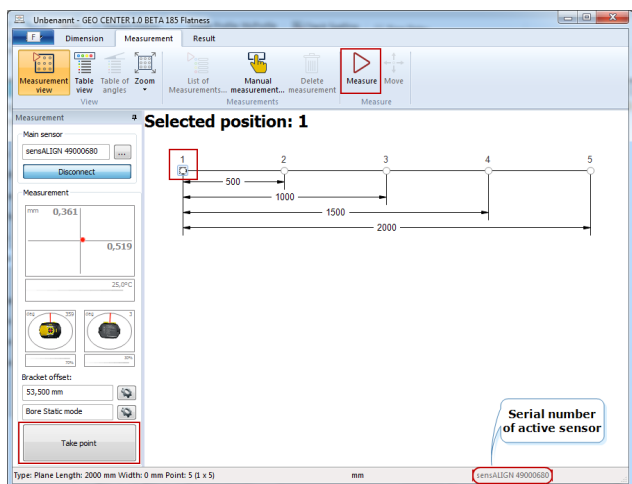 Unbenannt - GEO CENTER 1.0 BETA 185 Flatness
F
Dimension
Measurement
Result
Measurement view
Table view
Table of angles
Zoom
List of Measurements...
Manual measurement...
Delete measurement
Measure
Move
View
Measurements
Measure
Measurement
Main sensor
sensALIGN 49000680
...
Disconnect
Measurement
mm
0,361
0,519
25,0°C
359
3
Bracket offset:
53,500 mm
Bore Static mode
Take point
Selected position: 1
1
2
3
4
5
500
1000
1500
2000
Serial number
of active sensor
Type: Plane Length: 2000 mm Width: 0 mm Point: 5 (1 x 5)
mm
sensALIGN 49000680